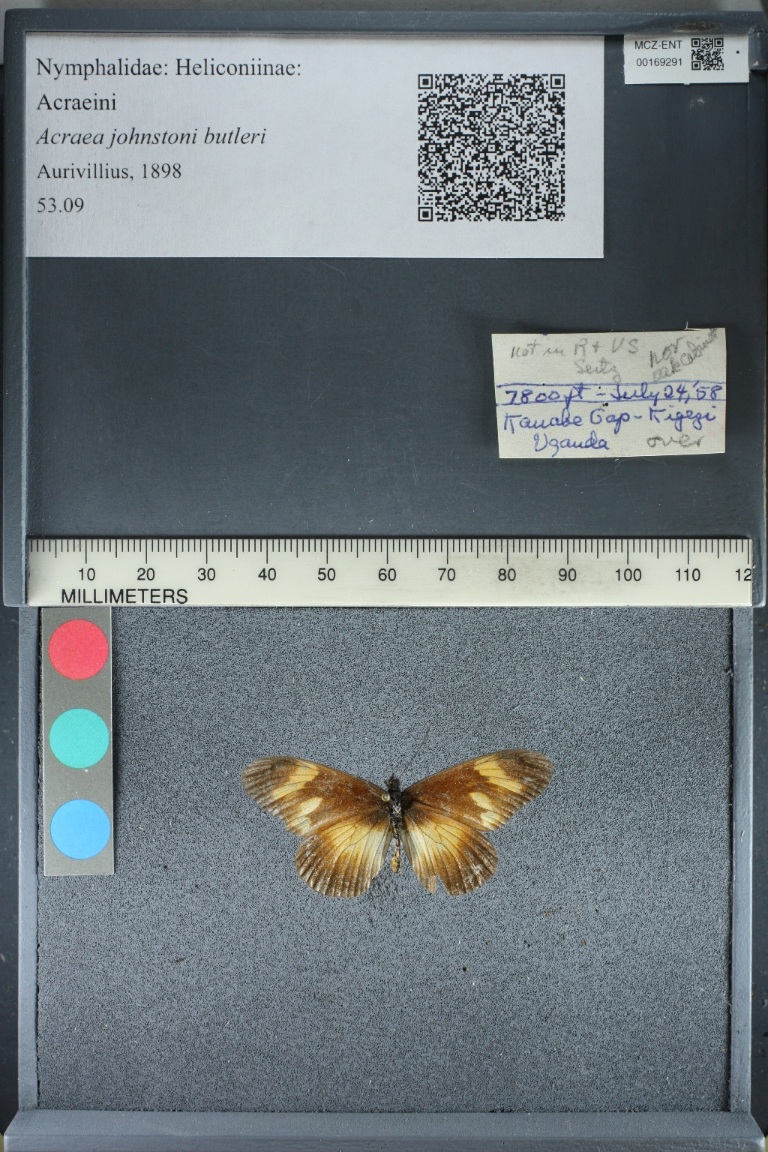 Nymphalidae: Heliconiinae:
Acraeini
Acraea johnstoni butleri
Aurivillius, 1898
53.09
MCZ-ENT
00169291
not in R + US
Seitz
nor
7800 ft - July 24, '58
Kanabe Gap - Kigezi
Uganda over
10 20 30 40 50 60 70 80 90 100 110 12
MILLIMETERS